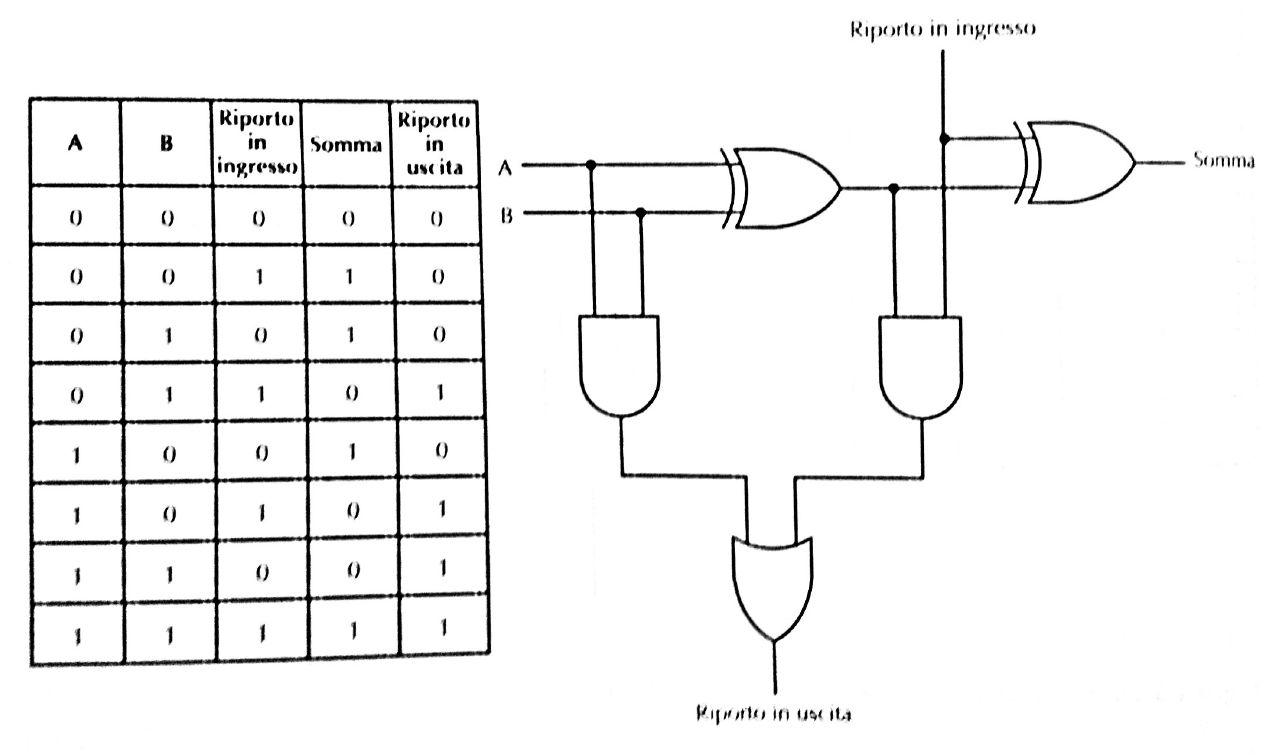 A B Riporto in ingresso Somma Riporto in uscita
0 0 0 0 0
0 0 1 1 0
0 1 0 1 0
0 1 1 0 1
1 0 0 1 0
1 0 1 0 1
1 1 0 0 1
1 1 1 1 1
Riporto in ingresso
A
B
Somma
Riporto in uscita